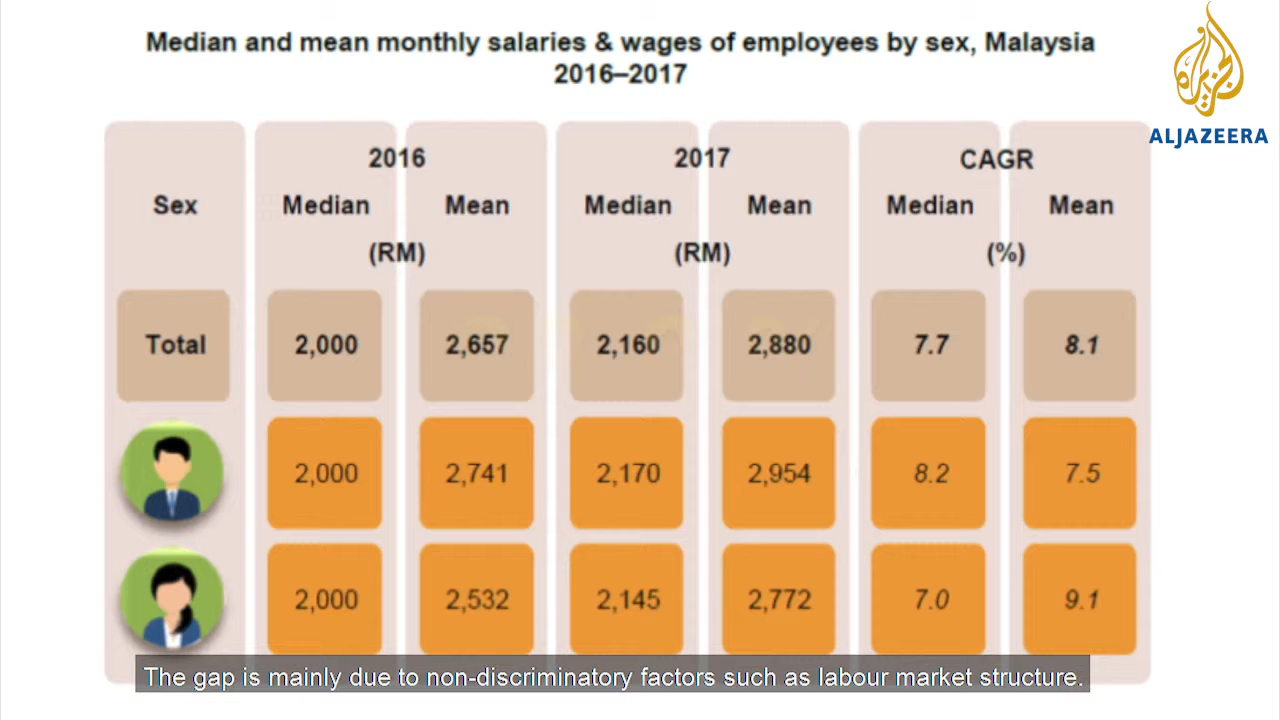 Median and mean monthly salaries & wages of employees by sex, Malaysia
2016–2017
الجزيرة
ALJAZEERA
2016 2017 CAGR
Sex Median Mean Median Mean Median Mean
(RM) (RM) (%)
Total 2,000 2,657 2,160 2,880 7.7 8.1
2,000 2,741 2,170 2,954 8.2 7.5
2,000 2,532 2,145 2,772 7.0 9.1
The gap is mainly due to non-discriminatory factors such as labour market structure.